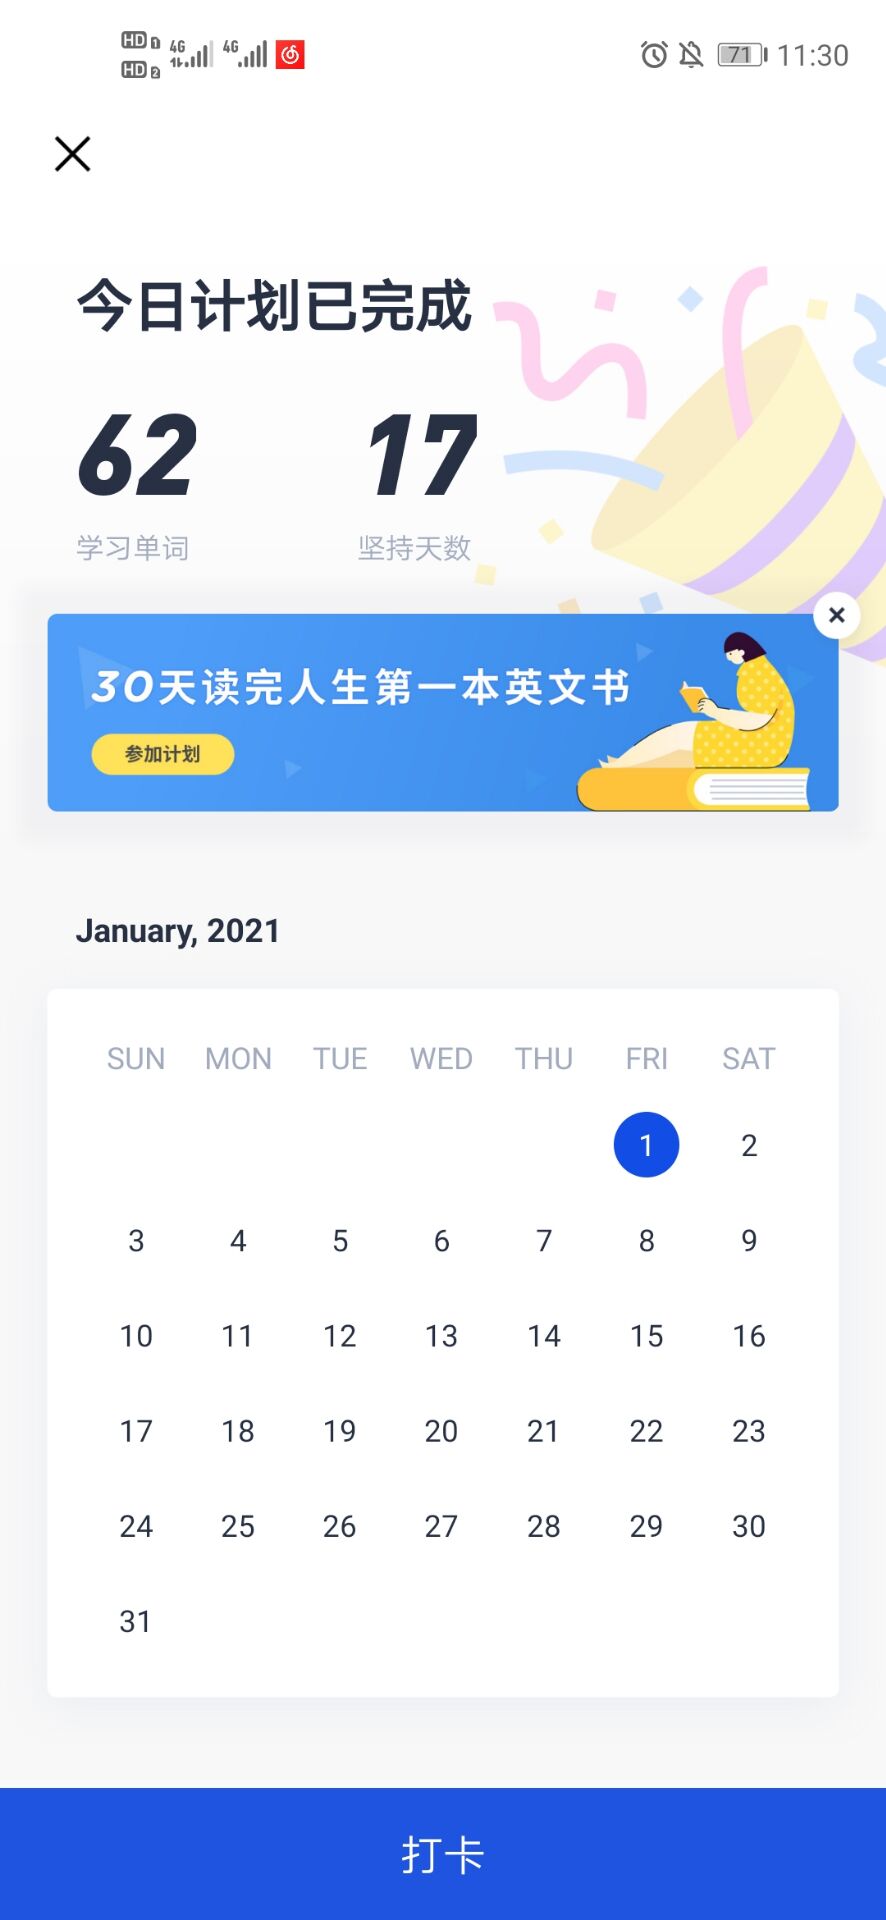 HD 1 4G 4G 71 11:30
HD 2
今日计划已完成
62 17
学习单词 坚持天数
30天读完人生第一本英文书
参加计划
January, 2021
SUN MON TUE WED THU FRI SAT
1 2
3 4 5 6 7 8 9
10 11 12 13 14 15 16
17 18 19 20 21 22 23
24 25 26 27 28 29 30
31
打卡